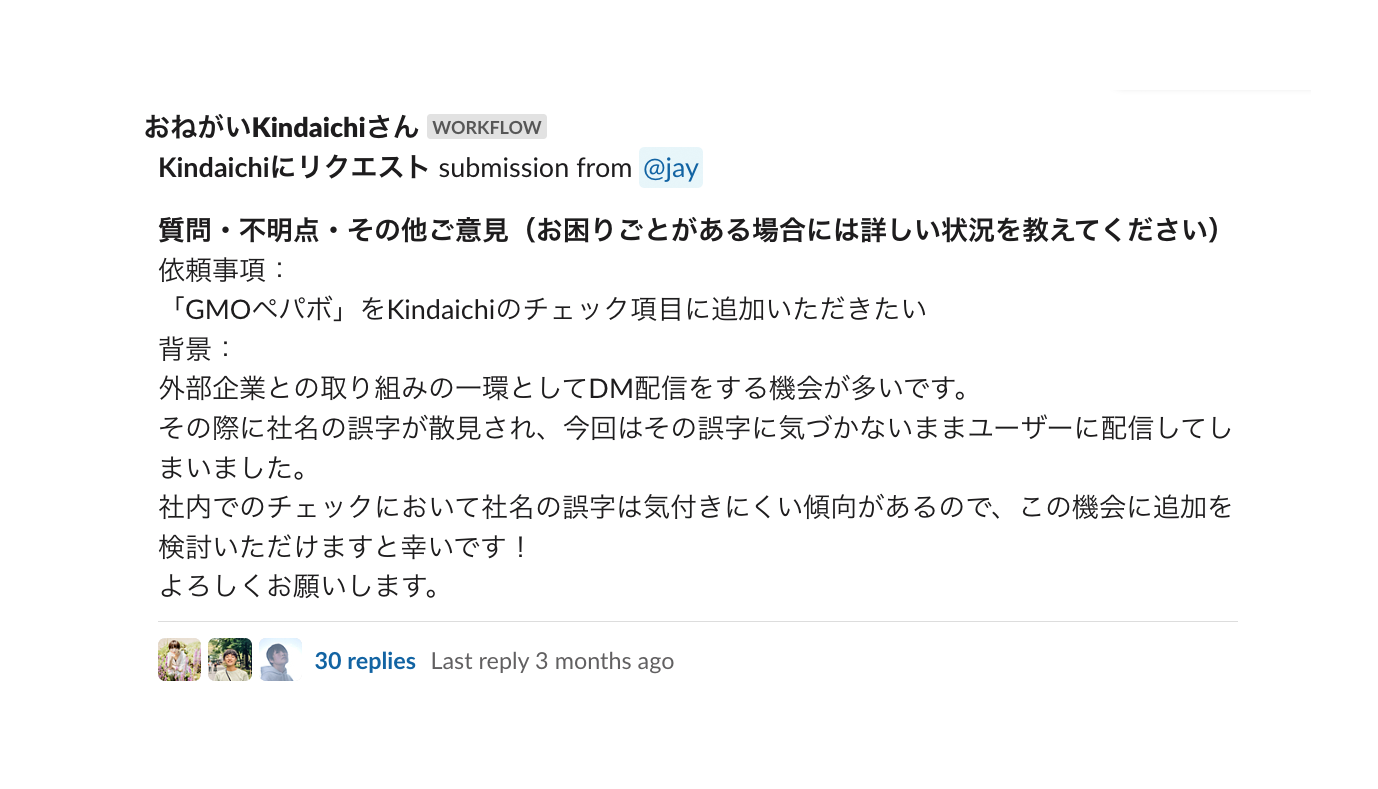 おねがいKindaichiさん WORKFLOW
Kindaichiにリクエスト submission from @jay
質問・不明点・その他ご意見（お困りごとがある場合には詳しい状況を教えてください）
依頼事項：
「GMOペパボ」をKindaichiのチェック項目に追加いただきたい
背景：
外部企業との取り組みの一環としてDM配信をする機会が多いです。
その際に社名の誤字が散見され、今回はその誤字に気づかないままユーザーに配信してし
まいました。
社内でのチェックにおいて社名の誤字は気付きにくい傾向があるので、この機会に追加を
検討いただけますと幸いです！
よろしくお願いします。
30 replies Last reply 3 months ago